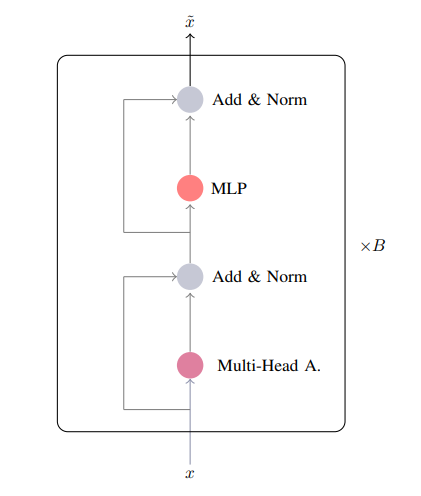 x̃
Add & Norm
MLP
×B
Add & Norm
Multi-Head A.
x